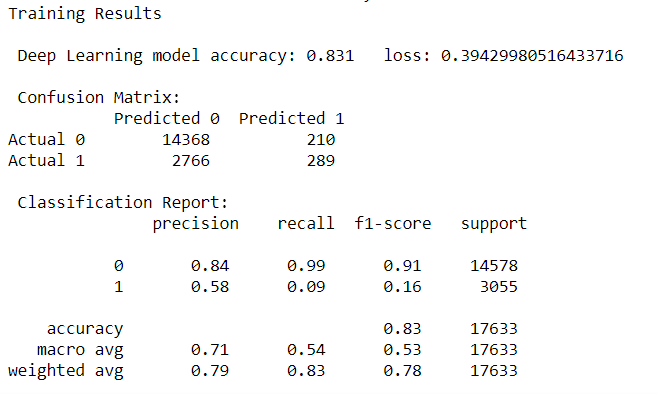 Training Results
Deep Learning model accuracy: 0.831 loss: 0.39429980516433716
Confusion Matrix:
Predicted 0 Predicted 1
Actual 0 14368 210
Actual 1 2766 289
Classification Report:
precision recall f1-score support
0 0.84 0.99 0.91 14578
1 0.58 0.09 0.16 3055
accuracy 0.83 17633
macro avg 0.71 0.54 0.53 17633
weighted avg 0.79 0.83 0.78 17633